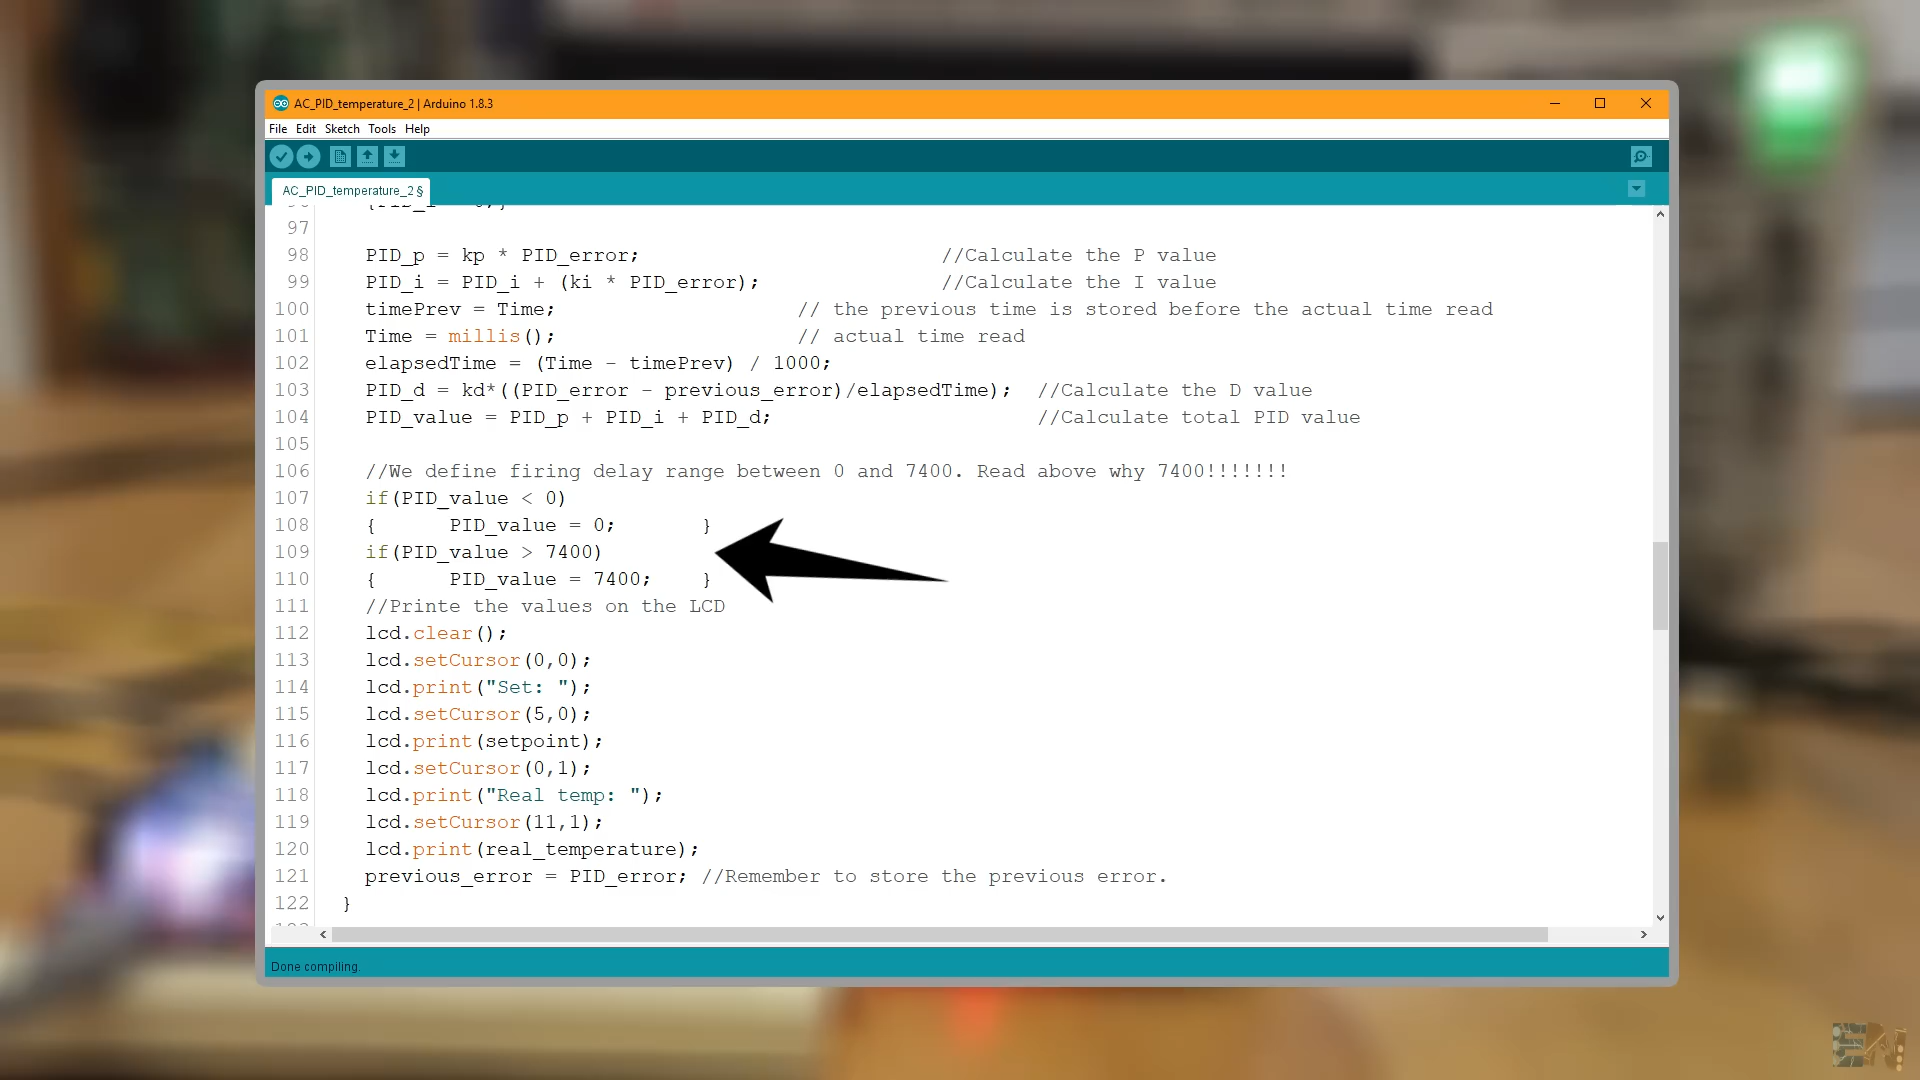 AC_PID_temperature_2 | Arduino 1.8.3
File Edit Sketch Tools Help
AC_PID_temperature_2 §
97
98 PID_p = kp * PID_error; //Calculate the P value
99 PID_i = PID_i + (ki * PID_error); //Calculate the I value
100 timePrev = Time; // the previous time is stored before the actual time read
101 Time = millis(); // actual time read
102 elapsedTime = (Time - timePrev) / 1000;
103 PID_d = kd*((PID_error - previous_error)/elapsedTime); //Calculate the D value
104 PID_value = PID_p + PID_i + PID_d; //Calculate total PID value
105
106 //We define firing delay range between 0 and 7400. Read above why 7400!!!!!!!
107 if(PID_value < 0)
108 { PID_value = 0; }
109 if(PID_value > 7400)
110 { PID_value = 7400; }
111 //Printe the values on the LCD
112 lcd.clear();
113 lcd.setCursor(0,0);
114 lcd.print("Set: ");
115 lcd.setCursor(5,0);
116 lcd.print(setpoint);
117 lcd.setCursor(0,1);
118 lcd.print("Real temp: ");
119 lcd.setCursor(11,1);
120 lcd.print(real_temperature);
121 previous_error = PID_error; //Remember to store the previous error.
122 }
Done compiling.